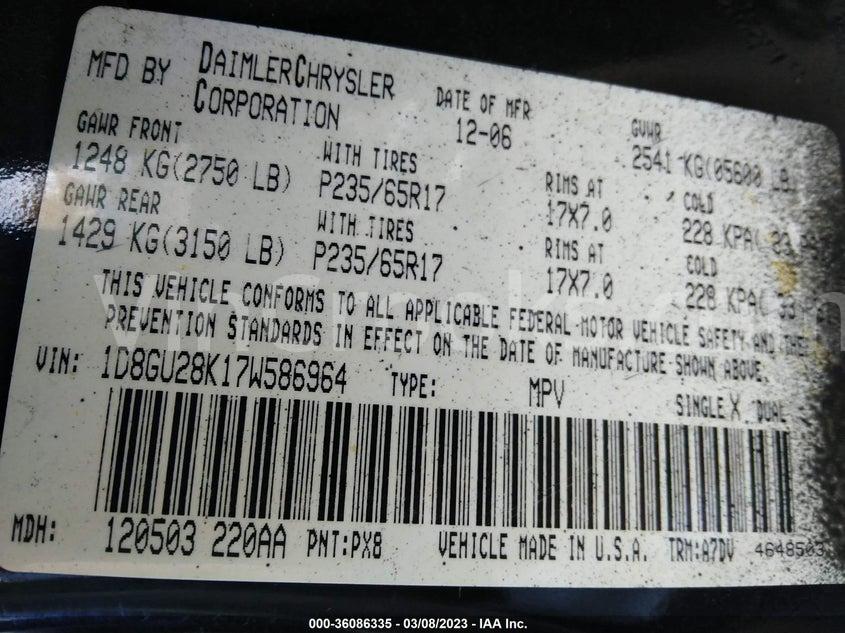 MFD BY DAIMLERCHRYSLER CORPORATION DATE OF MFR 12-06 GVWR 2541 KG(05600 LB)
GAWR FRONT WITH TIRES RIMS AT COLD
1248 KG(2750 LB) P235/65R17 17X7.0 228 KPA( 33
GAWR REAR WITH TIRES RIMS AT COLD
1429 KG(3150 LB) P235/65R17 17X7.0 228 KPA( 33
THIS VEHICLE CONFORMS TO ALL APPLICABLE FEDERAL MOTOR VEHICLE SAFETY AND THEFT
PREVENTION STANDARDS IN EFFECT ON THE DATE OF MANUFACTURE SHOWN ABOVE.
VIN: 1D8GU28K17W586964 TYPE: MPV SINGLE X DUAL
MDH: 120503 220AA PNT:PX8 VEHICLE MADE IN U.S.A. TRM:A7DV 4648503
000-36086335 - 03/08/2023 - IAA Inc.